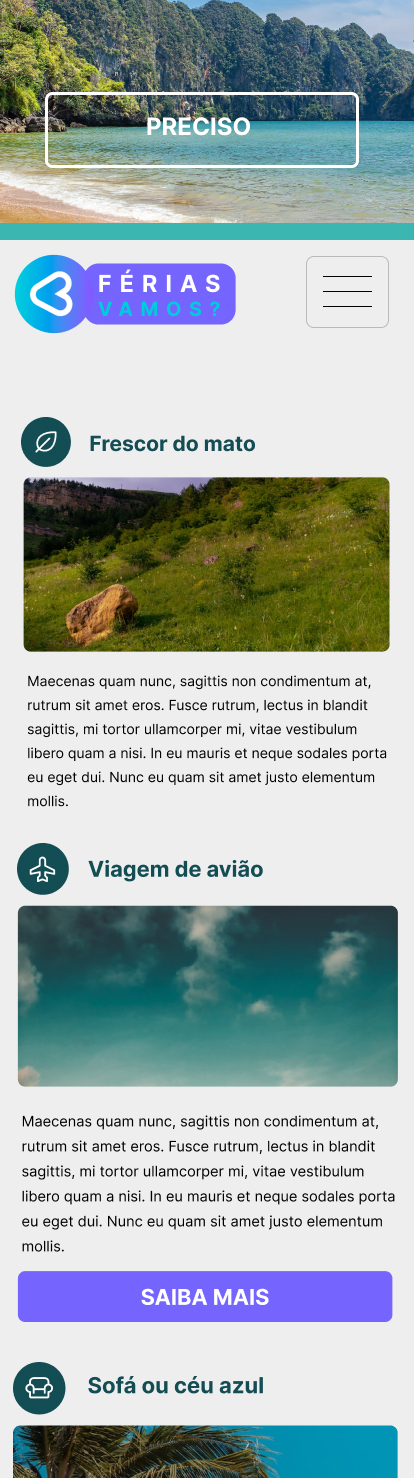 PRECISO
FÉRIAS
VAMOS?
Frescor do mato
Maecenas quam nunc, sagittis non condimentum at,
rutrum sit amet eros. Fusce rutrum, lectus in blandit
sagittis, mi tortor ullamcorper mi, vitae vestibulum
libero quam a nisi. In eu mauris et neque sodales porta
eu eget dui. Nunc eu quam sit amet justo elementum
mollis.
Viagem de avião
Maecenas quam nunc, sagittis non condimentum at,
rutrum sit amet eros. Fusce rutrum, lectus in blandit
sagittis, mi tortor ullamcorper mi, vitae vestibulum
libero quam a nisi. In eu mauris et neque sodales porta
eu eget dui. Nunc eu quam sit amet justo elementum
mollis.
SAIBA MAIS
Sofá ou céu azul